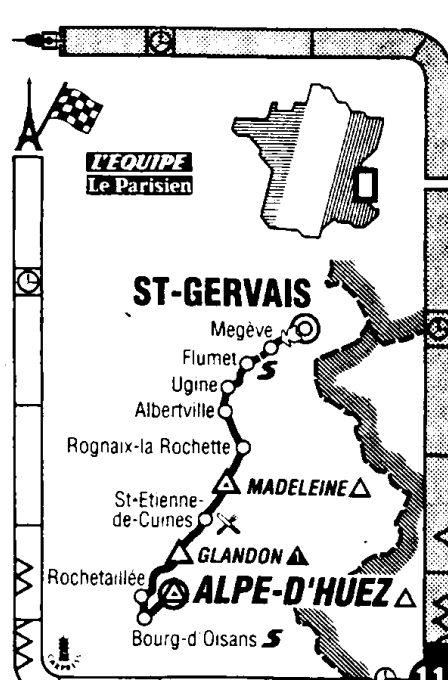 L'EQUIPE
Le Parisien
ST-GERVAIS
Megève
Flumet
S
Ugine
Albertville
Rognaix-la Rochette
MADELEINE
St-Etienne-
de-Cuines
GLANDON 1
Rochetaillée
ALPE-D'HUEZ
Bourg-d'Oisans S
11